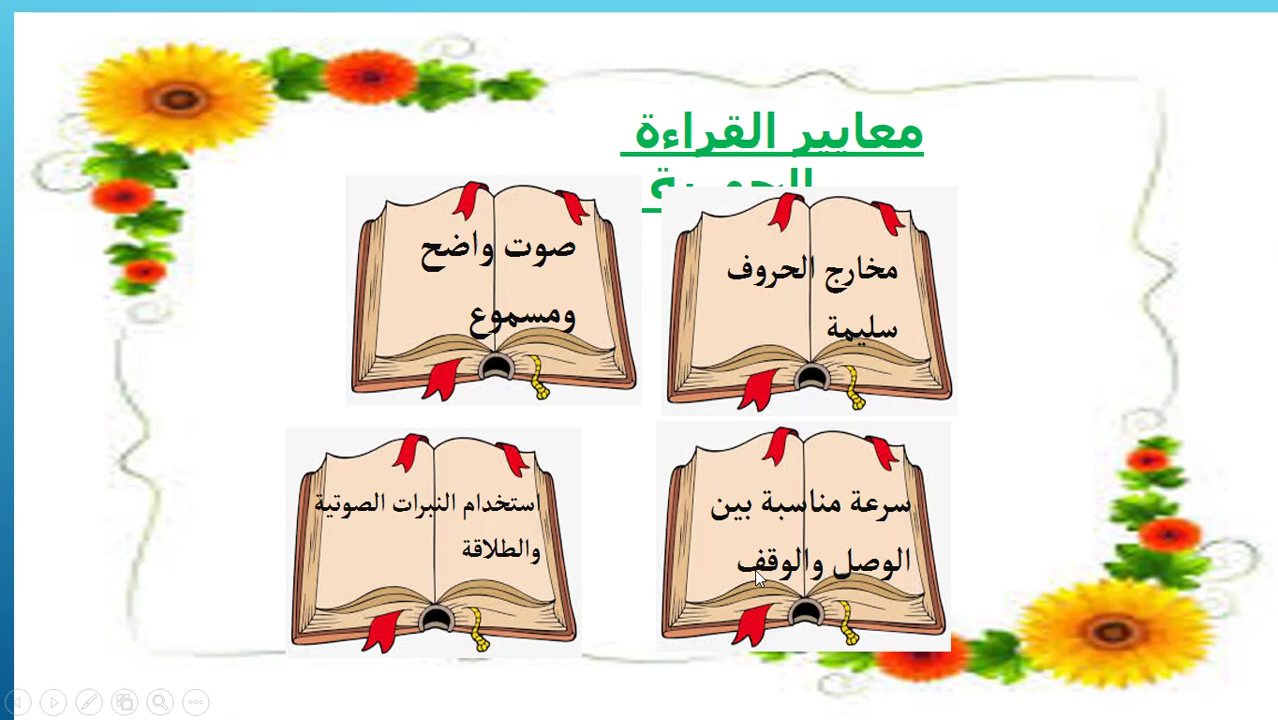 معايير القراءة
مخارج الحروف
سليمة
صوت واضح
ومسموع
سرعة مناسبة بين
الوصل والوقف
استخدام النبرات الصوتية
والطلاقة